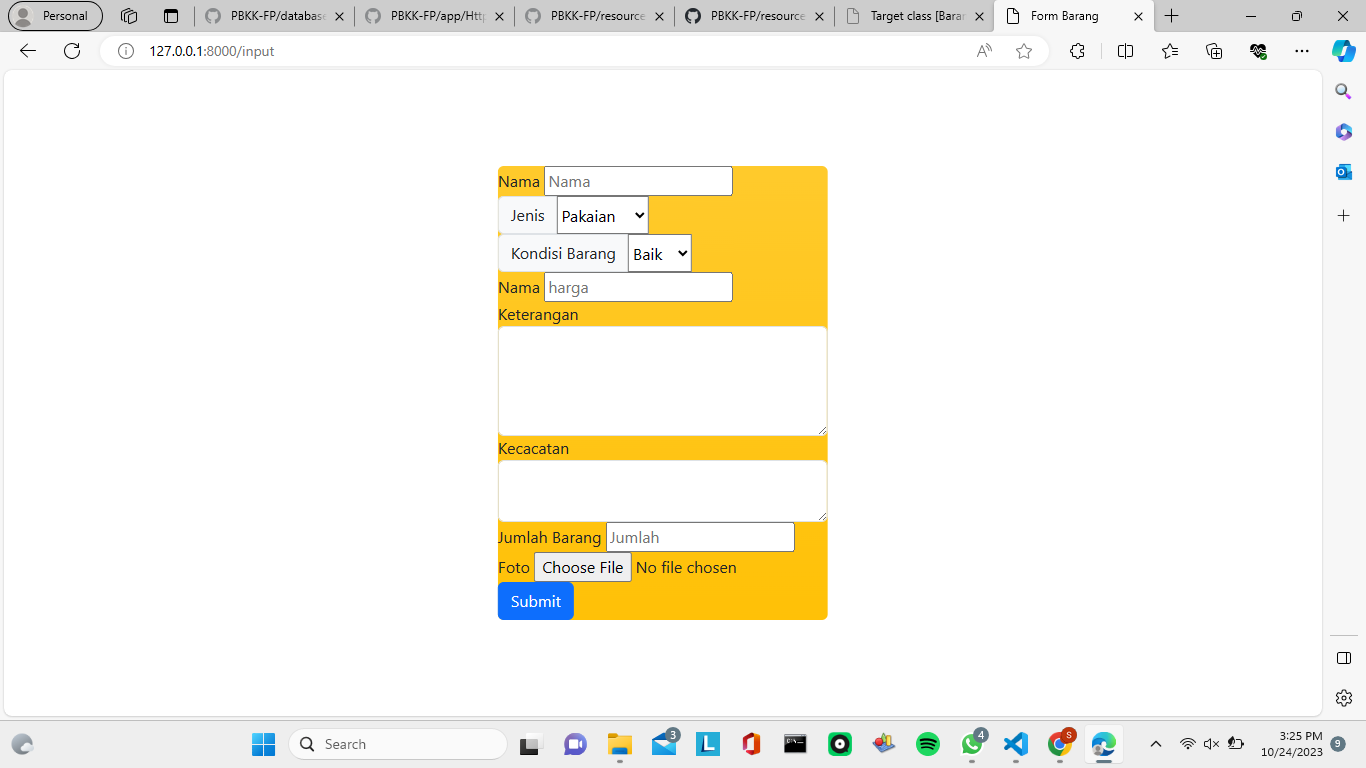 Personal
PBKK-FP/database
PBKK-FP/app/Http
PBKK-FP/resource
PBKK-FP/resource
Target class [Baran
Form Barang
127.0.0.1:8000/input
Nama Nama
Jenis Pakaian
Kondisi Barang Baik
Nama harga
Keterangan
Kecacatan
Jumlah Barang Jumlah
Foto Choose File No file chosen
Submit
Search
3
L
4
S
3:25 PM
10/24/2023
9